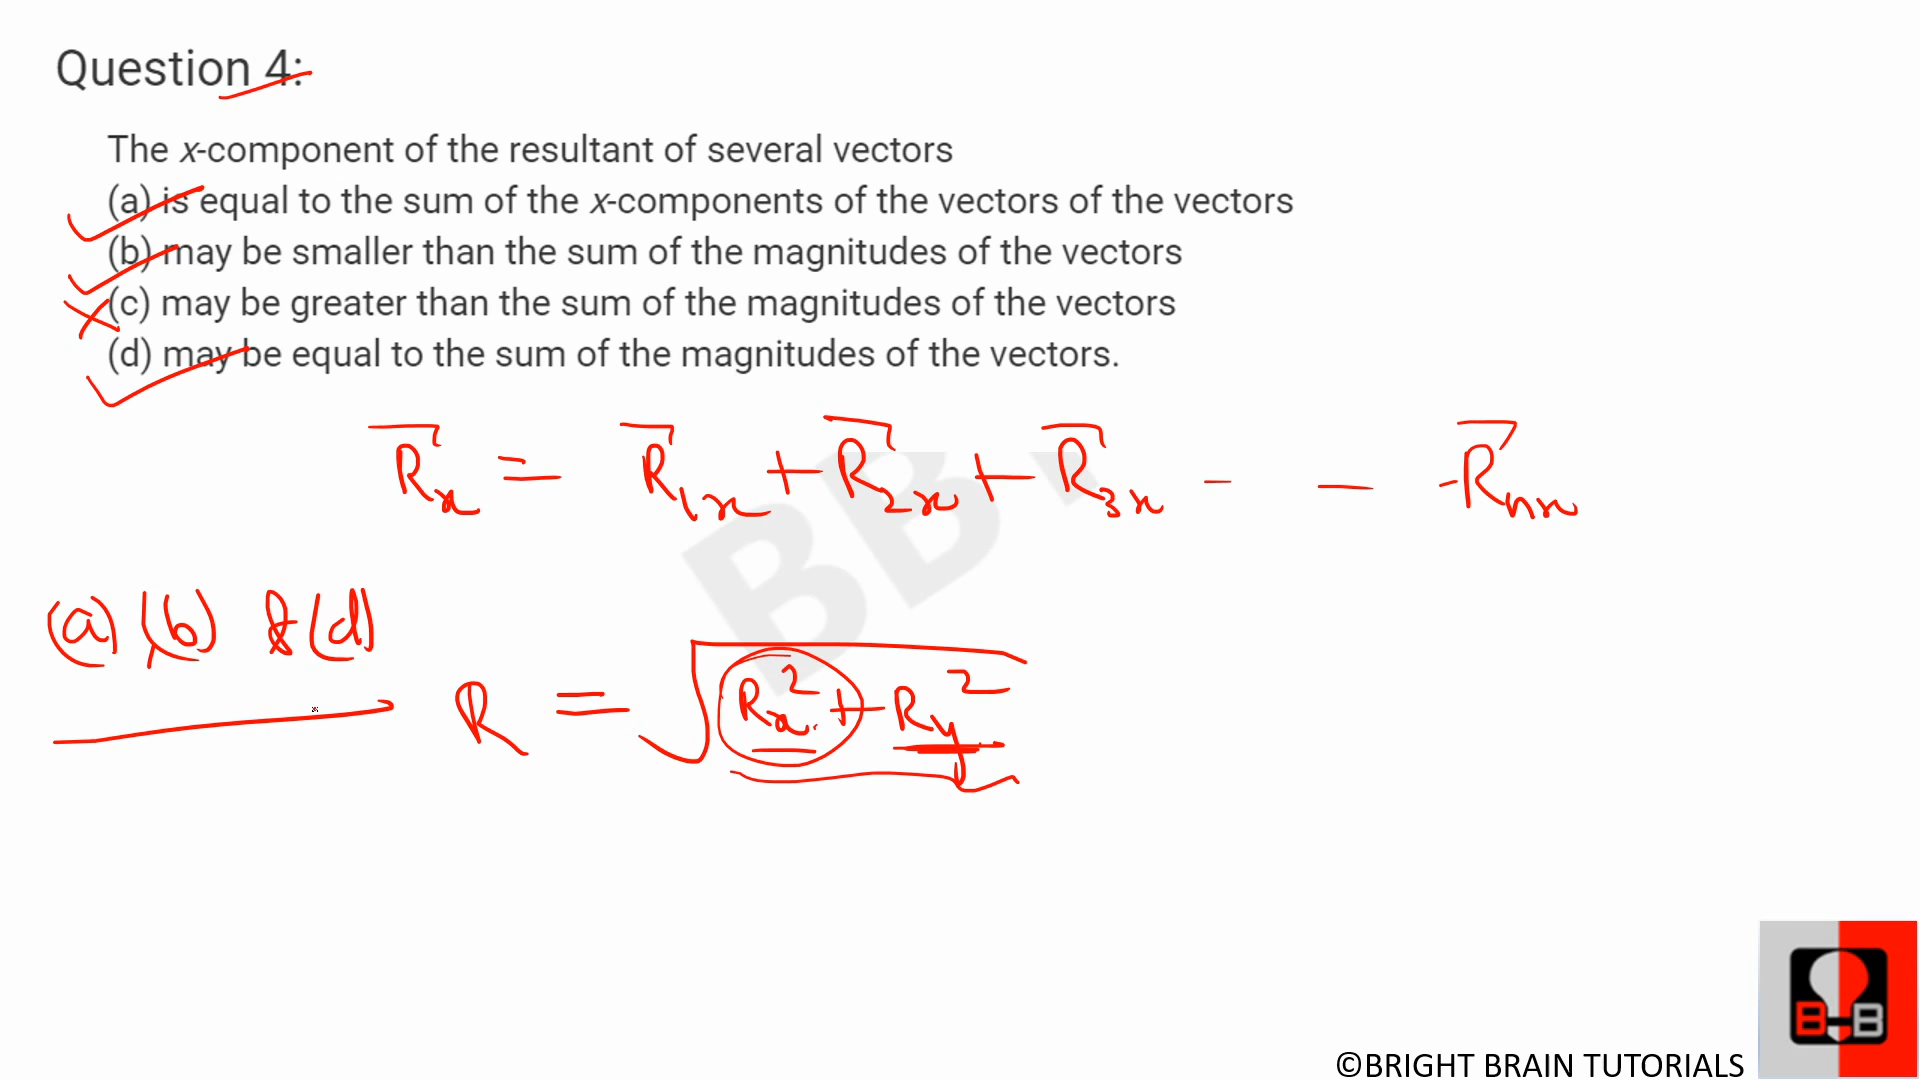 Question 4:
The x-component of the resultant of several vectors
(a) is equal to the sum of the x-components of the vectors of the vectors
(b) may be smaller than the sum of the magnitudes of the vectors
(c) may be greater than the sum of the magnitudes of the vectors
(d) may be equal to the sum of the magnitudes of the vectors.
Rx = R1x + R2x + R3x - - - Rnx
(a) (b) & (d)
R = √Rx² + Ry²
BB
B B
©BRIGHT BRAIN TUTORIALS